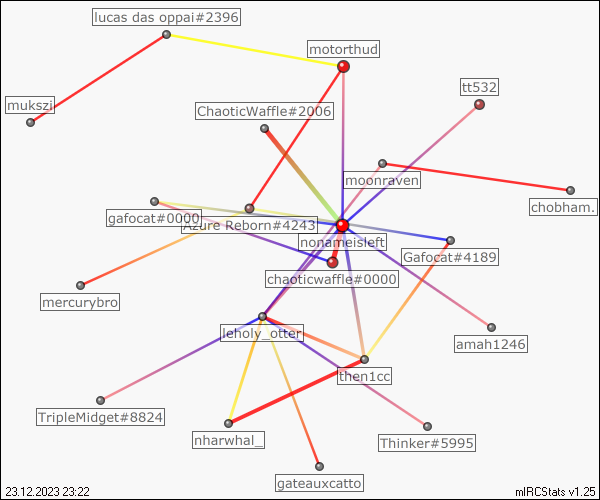 lucas das oppai#2396
motorthud
tt532
mukszi
ChaoticWaffle#2006
moonraven
chobham.
gafocat#0000
Azure Reborn#4243
nonameisleft
Gafocat#4189
chaoticwaffle#0000
mercurybro
leholy_otter
amah1246
then1cc
TripleMidget#8824
nharwhal_
Thinker#5995
gateauxcatto
23.12.2023 23:22
mIRCStats v1.25